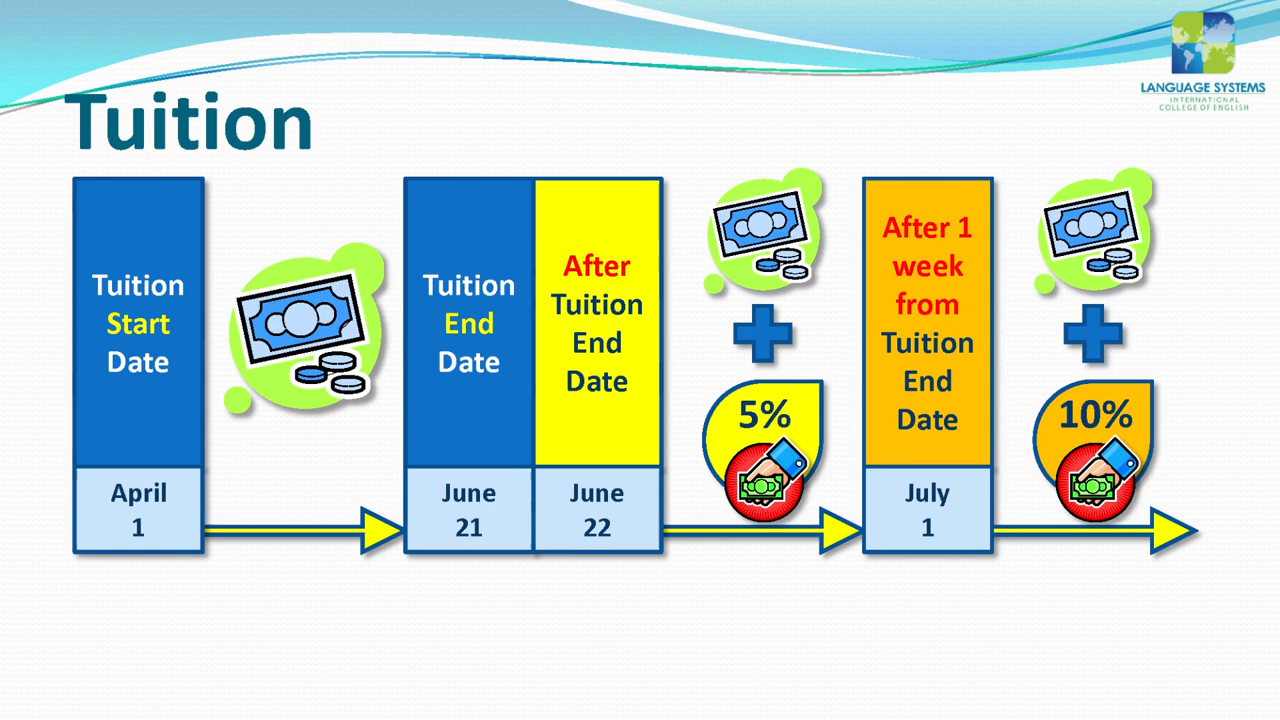 LANGUAGE SYSTEMS
INTERNATIONAL
COLLEGE OF ENGLISH
Tuition
Tuition
Start
Date
April
1
Tuition
End
Date
June
21
After
Tuition
End
Date
June
22
5%
After 1
week
from
Tuition
End
Date
July
1
10%